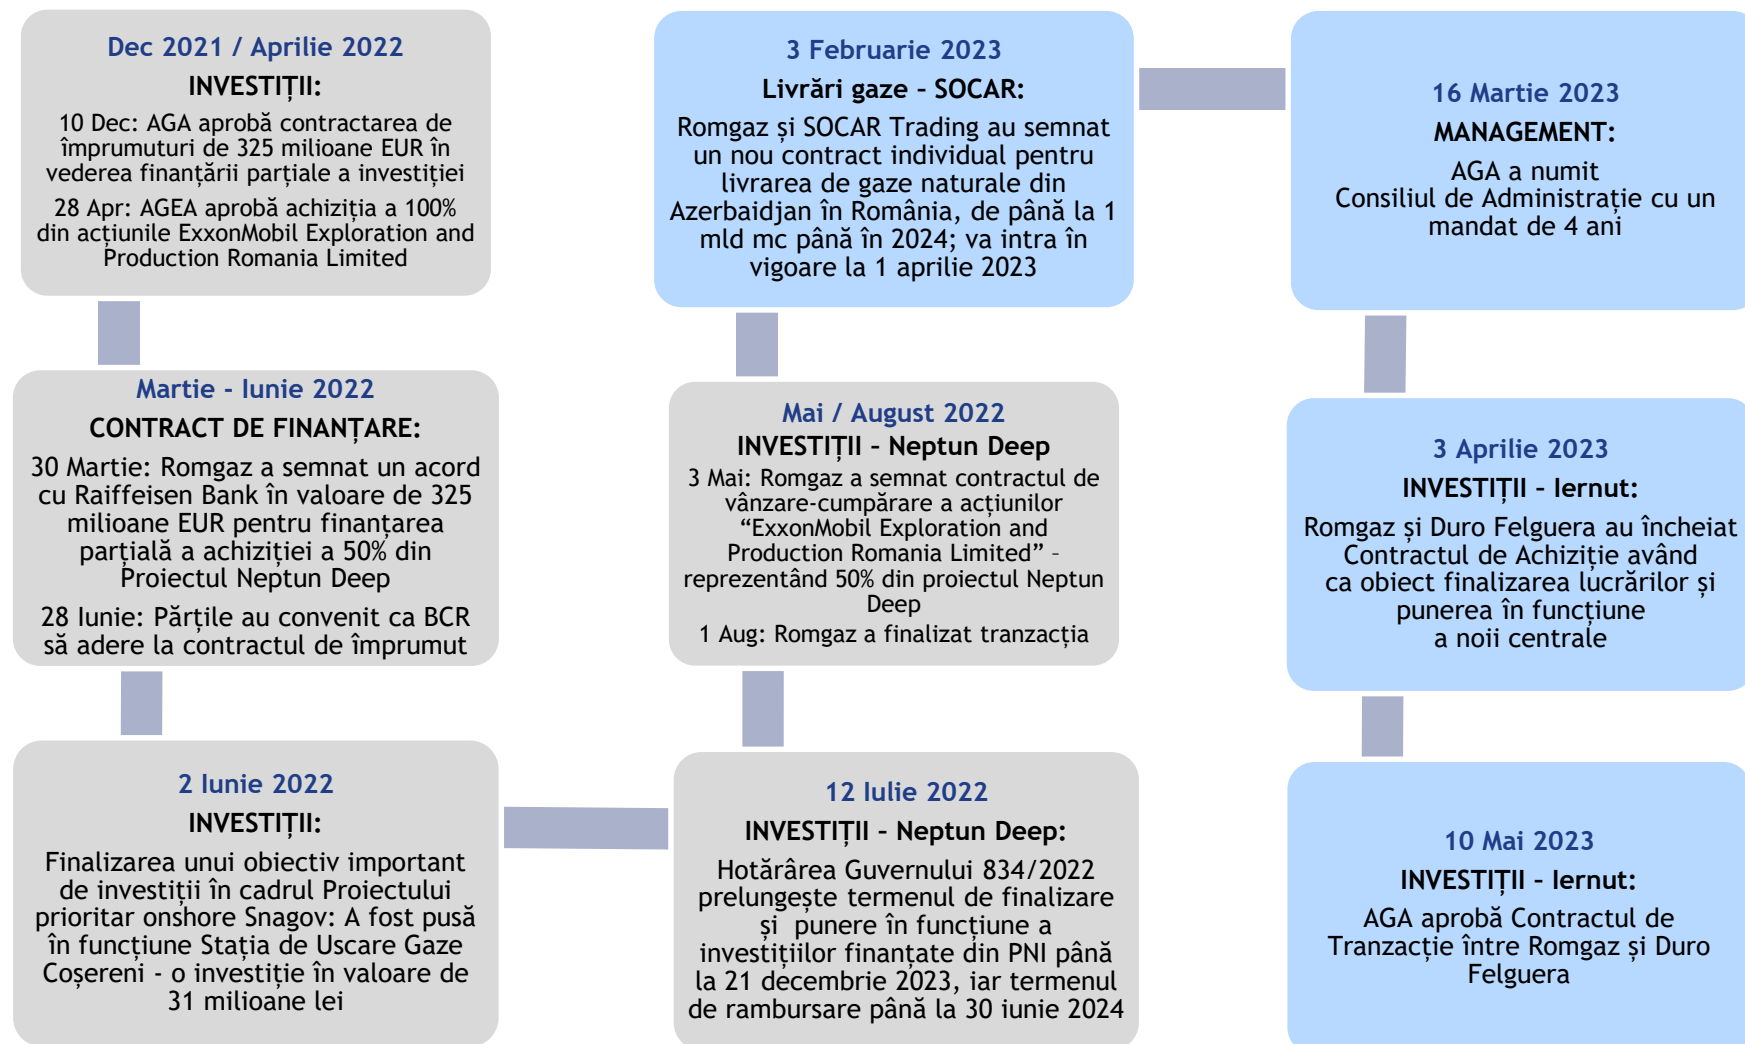 Dec 2021 / Aprilie 2022
INVESTIȚII:
10 Dec: AGA aprobă contractarea de
împrumuturi de 325 milioane EUR în
vederea finanțării parțiale a investiției
28 Apr: AGEA aprobă achiziția a 100%
din acțiunile ExxonMobil Exploration and
Production Romania Limited
Martie - Iunie 2022
CONTRACT DE FINANȚARE:
30 Martie: Romgaz a semnat un acord
cu Raiffeisen Bank în valoare de 325
milioane EUR pentru finanțarea
parțială a achiziției a 50% din
Proiectul Neptun Deep
28 Iunie: Părțile au convenit ca BCR
să adere la contractul de împrumut
2 Iunie 2022
INVESTIȚII:
Finalizarea unui obiectiv important
de investiții în cadrul Proiectului
prioritar onshore Snagov: A fost pusă
în funcțiune Stația de Uscare Gaze
Coșereni - o investiție în valoare de
31 milioane lei
12 Iulie 2022
INVESTIȚII – Neptun Deep:
Hotărârea Guvernului 834/2022
prelungește termenul de finalizare
și punere în funcțiune a
investițiilor finanțate din PNI până
la 21 decembrie 2023, iar termenul
de rambursare până la 30 iunie 2024
Mai / August 2022
INVESTIȚII – Neptun Deep
3 Mai: Romgaz a semnat contractul de
vânzare-cumpărare a acțiunilor
“ExxonMobil Exploration and
Production Romania Limited” –
reprezentând 50% din proiectul Neptun
Deep
1 Aug: Romgaz a finalizat tranzacția
3 Februarie 2023
Livrări gaze – SOCAR:
Romgaz și SOCAR Trading au semnat
un nou contract individual pentru
livrarea de gaze naturale din
Azerbaidjan în România, de până la 1
mld mc până în 2024; va intra în
vigoare la 1 aprilie 2023
16 Martie 2023
MANAGEMENT:
AGA a numit
Consiliul de Administrație cu un
mandat de 4 ani
3 Aprilie 2023
INVESTIȚII – Iernut:
Romgaz și Duro Felguera au încheiat
Contractul de Achiziție având
ca obiect finalizarea lucrărilor și
punerea în funcțiune
a noii centrale
10 Mai 2023
INVESTIȚII – Iernut:
AGA aprobă Contractul de
Tranzacție între Romgaz și Duro
Felguera